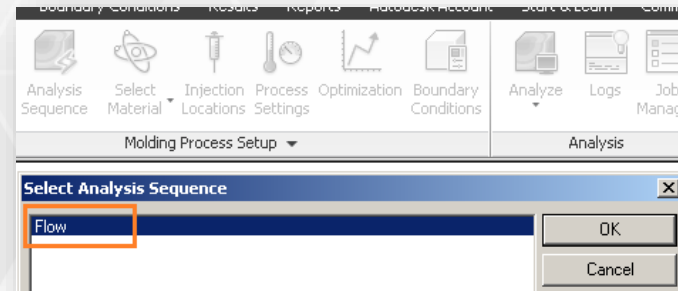 Boundary Conditions Results Reports Autodesk Account Start & Learn
Analysis Sequence
Select Material
Injection Locations
Process Settings
Optimization
Boundary Conditions
Analyze
Logs
Job
Molding Process Setup
Analysis
Select Analysis Sequence
Flow
OK
Cancel